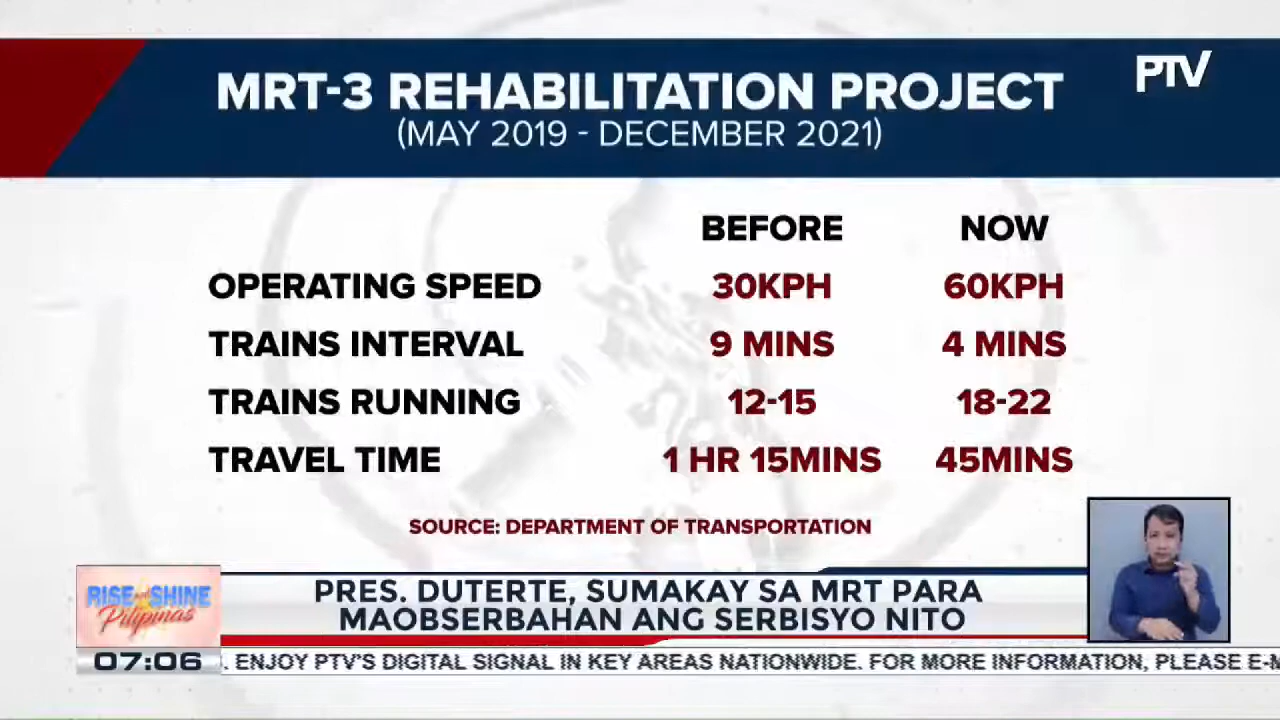 PTV
MRT-3 REHABILITATION PROJECT
(MAY 2019 - DECEMBER 2021)
BEFORE NOW
OPERATING SPEED 30KPH 60KPH
TRAINS INTERVAL 9 MINS 4 MINS
TRAINS RUNNING 12-15 18-22
TRAVEL TIME 1 HR 15MINS 45MINS
SOURCE: DEPARTMENT OF TRANSPORTATION
RISE and SHINE
Pilipinas
PRES. DUTERTE, SUMAKAY SA MRT PARA
MAOBSERBAHAN ANG SERBISYO NITO
07:06
. ENJOY PTV'S DIGITAL SIGNAL IN KEY AREAS NATIONWIDE. FOR MORE INFORMATION, PLEASE E-M